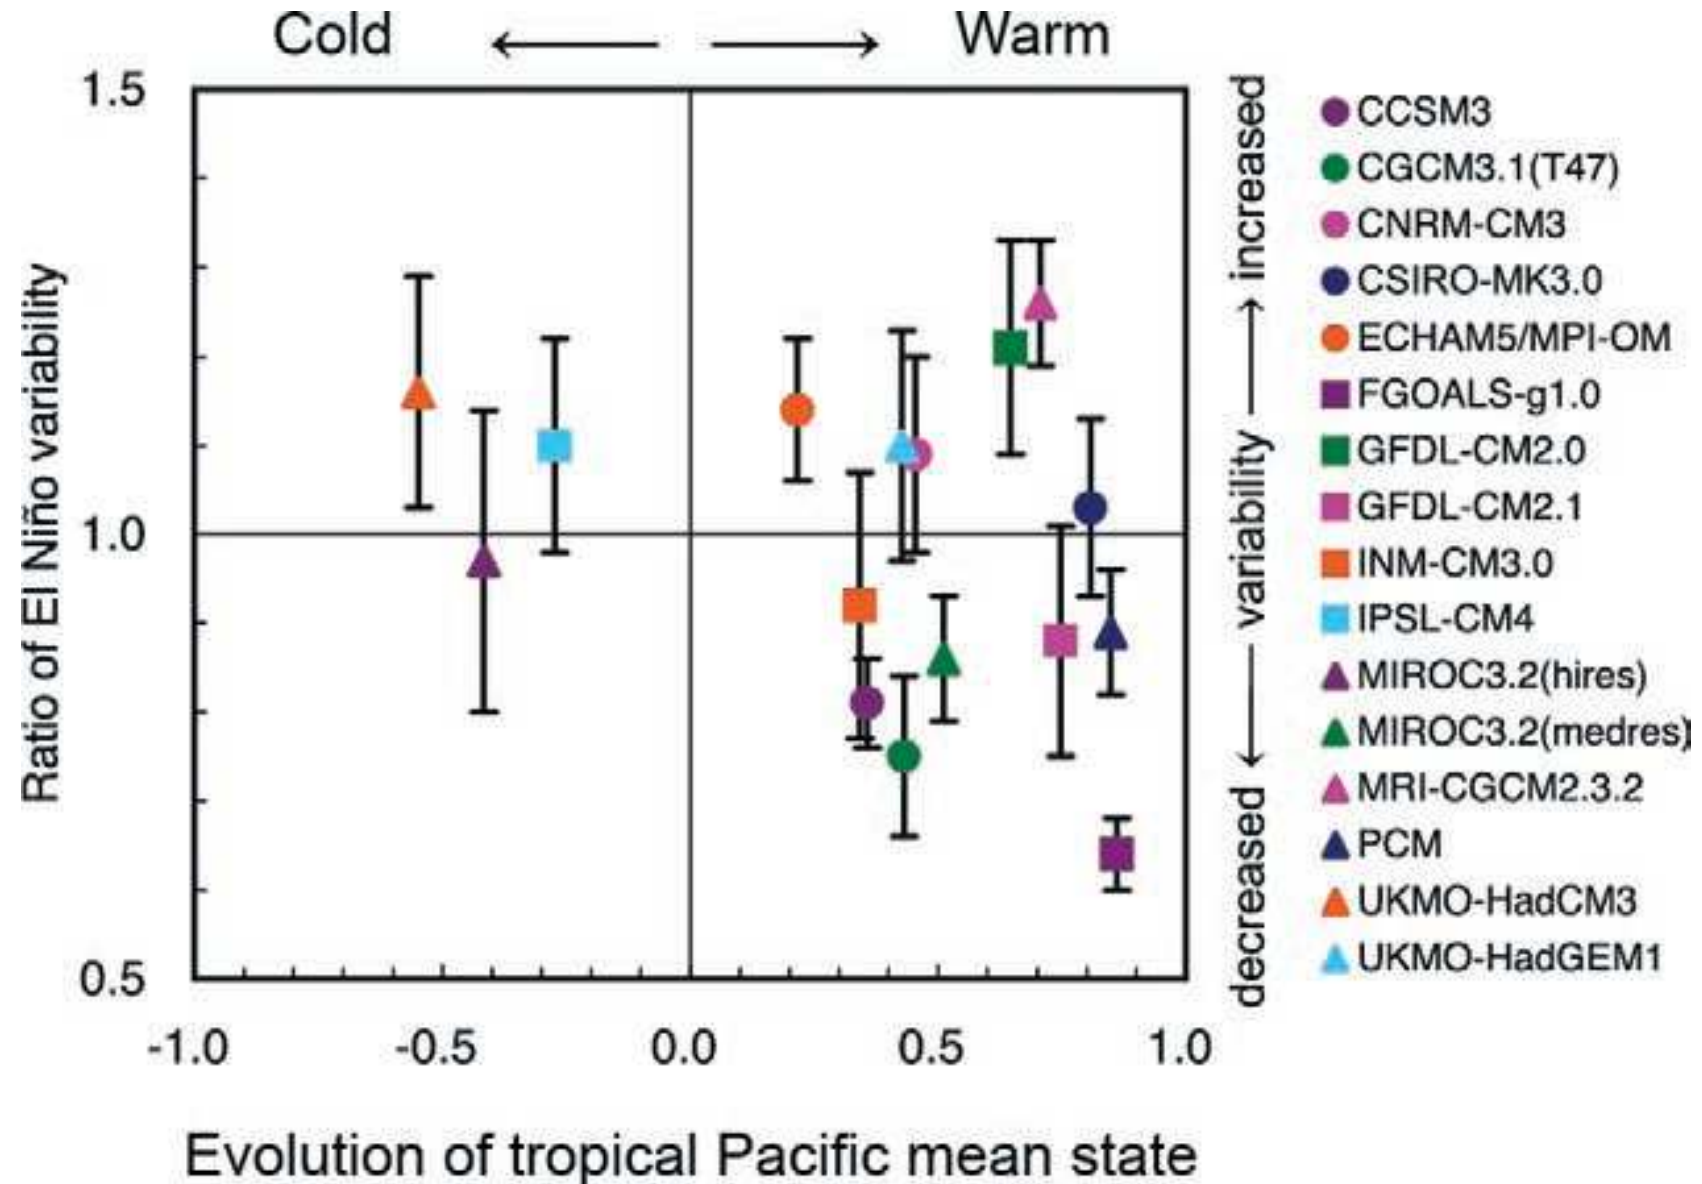 Cold ← → Warm
1.5
1.0
0.5
Ratio of El Niño variability
-1.0 -0.5 0.0 0.5 1.0
Evolution of tropical Pacific mean state
decreased ← variability → increased
CCSM3
CGCM3.1(T47)
CNRM-CM3
CSIRO-MK3.0
ECHAM5/MPI-OM
FGOALS-g1.0
GFDL-CM2.0
GFDL-CM2.1
INM-CM3.0
IPSL-CM4
MIROC3.2(hires)
MIROC3.2(medres)
MRI-CGCM2.3.2
PCM
UKMO-HadCM3
UKMO-HadGEM1